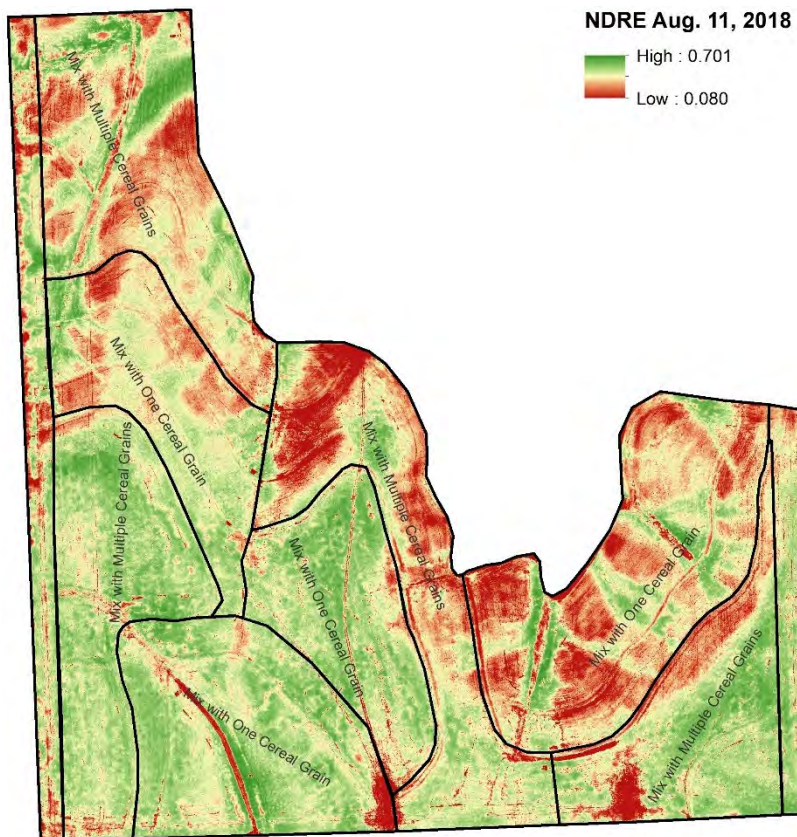 NDRE Aug. 11, 2018
High : 0.701
Low : 0.080
Mix with Multiple Cereal Grains
Mix with One Cereal Grain
Mix with Multiple Cereal Grains
Mix with Multiple Cereal Grains
Mix with One Cereal Grain
Mix with One Cereal Grain
Mix with One Cereal Grain
Mix with Multiple Cereal Grains